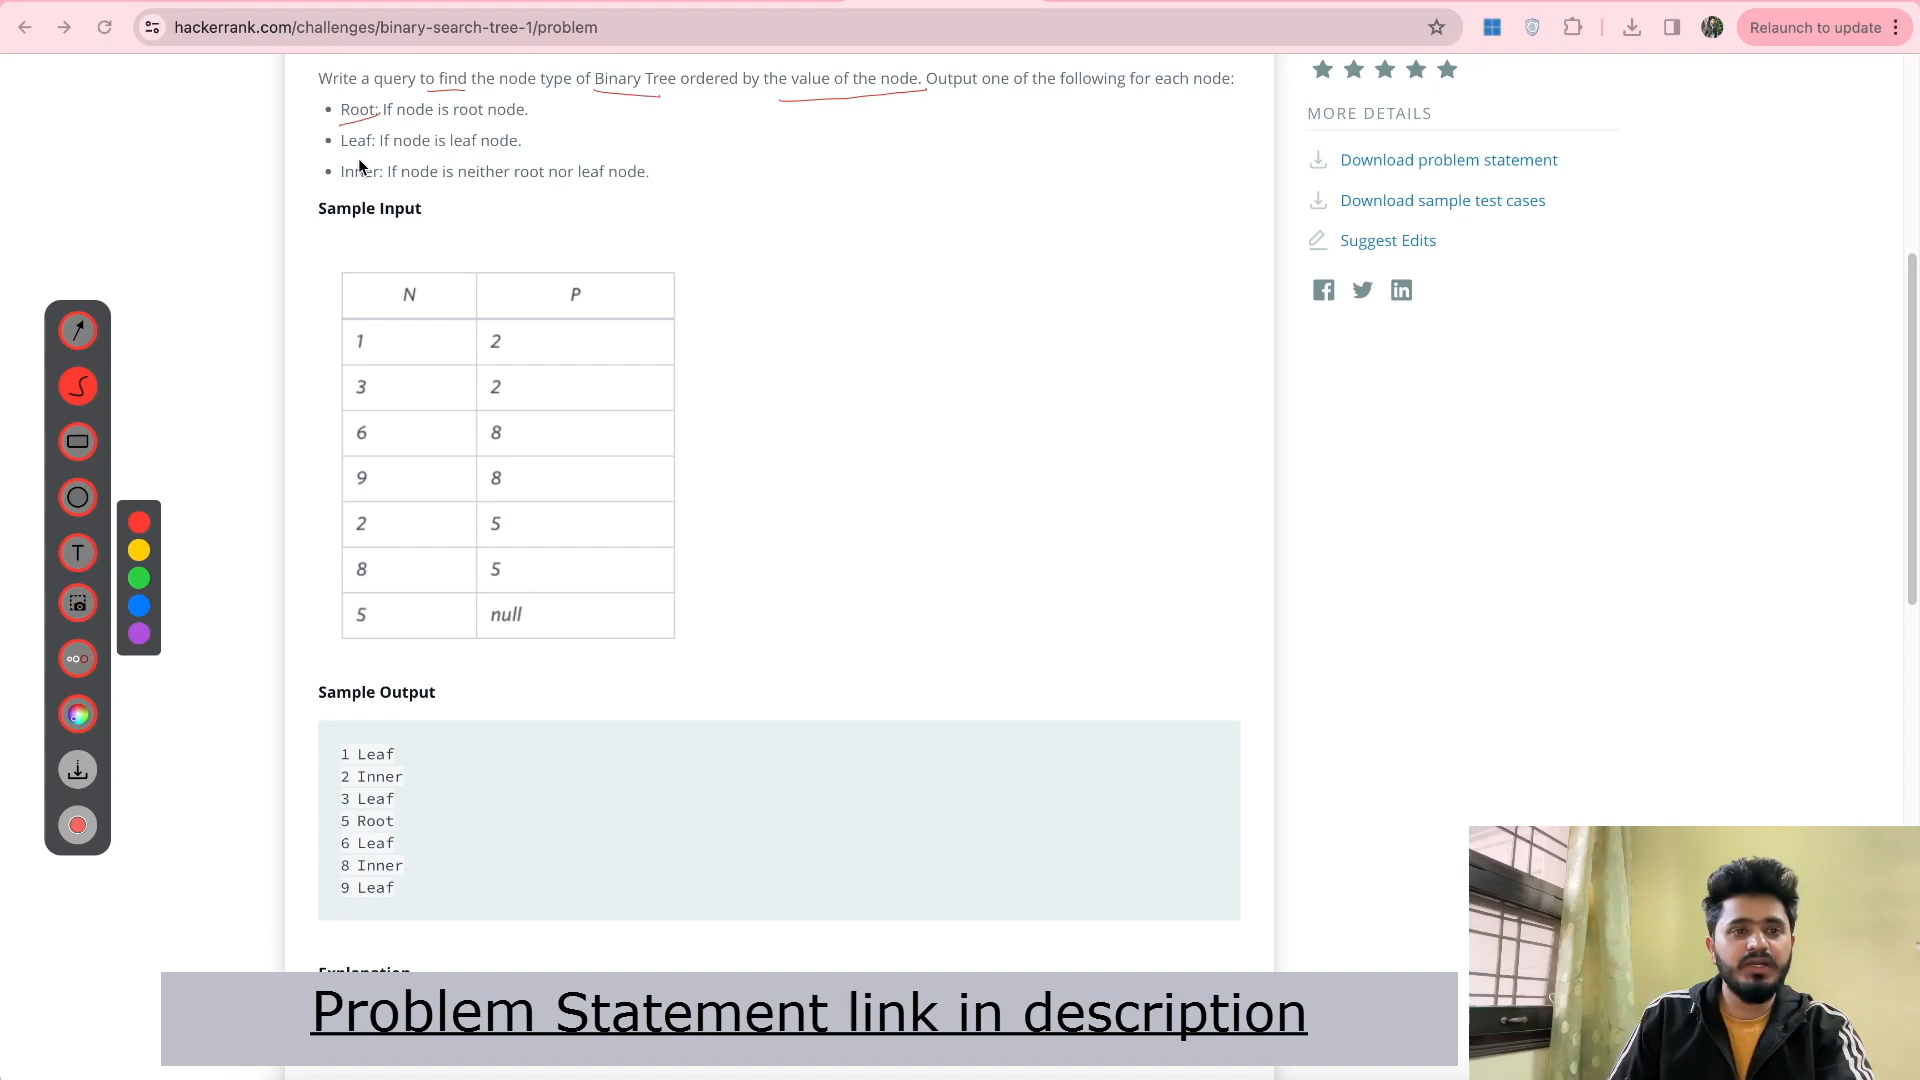 hackerrank.com/challenges/binary-search-tree-1/problem
Relaunch to update
Write a query to find the node type of Binary Tree ordered by the value of the node. Output one of the following for each node:
Root: If node is root node.
Leaf: If node is leaf node.
Inner: If node is neither root nor leaf node.
Sample Input
N P
1 2
3 2
6 8
9 8
2 5
8 5
5 null
Sample Output
1 Leaf
2 Inner
3 Leaf
5 Root
6 Leaf
8 Inner
9 Leaf
Explanation
MORE DETAILS
Download problem statement
Download sample test cases
Suggest Edits
T
Problem Statement link in description